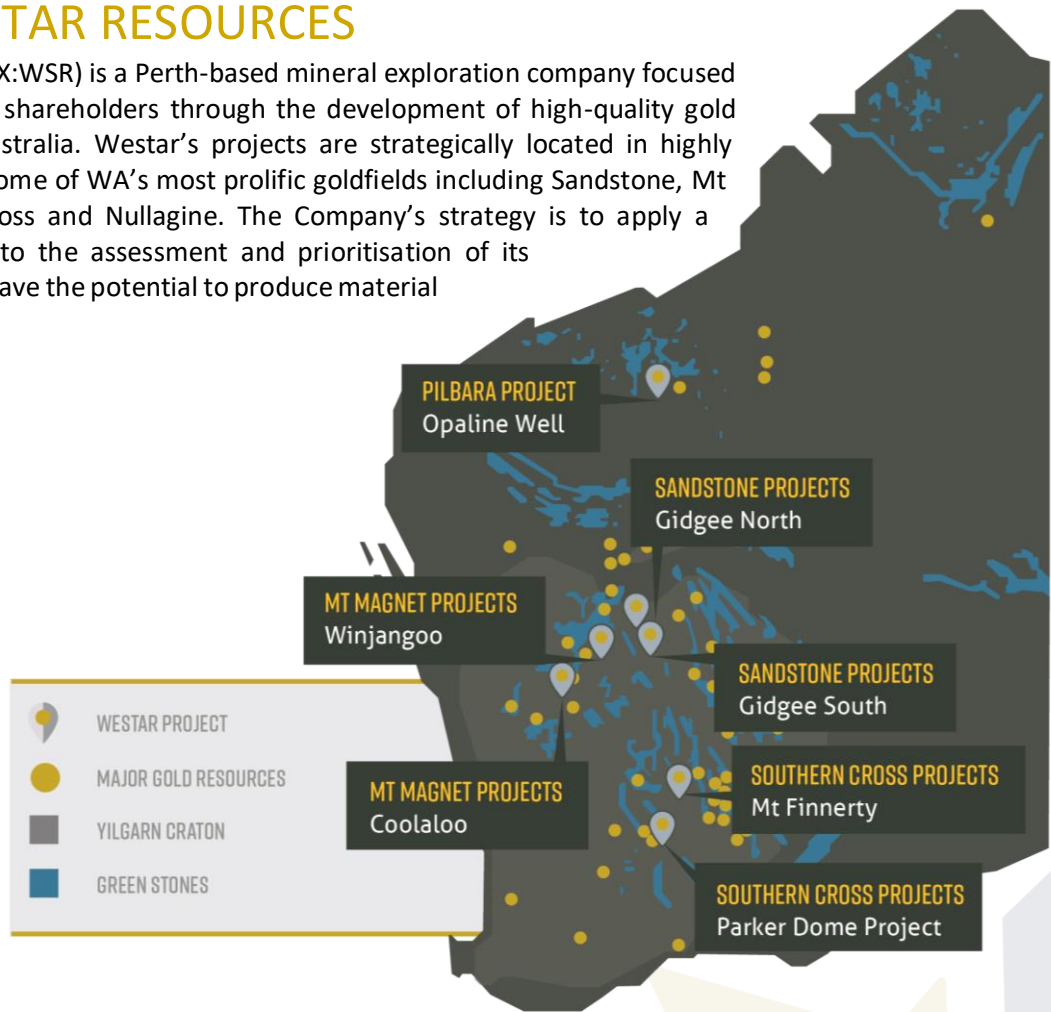 TAR RESOURCES
X:WSR) is a Perth-based mineral exploration company focused
shareholders through the development of high-quality gold
stralia. Westar’s projects are strategically located in highly
ome of WA’s most prolific goldfields including Sandstone, Mt
oss and Nullagine. The Company’s strategy is to apply a
to the assessment and prioritisation of its
ave the potential to produce material
PILBARA PROJECT
Opaline Well
SANDSTONE PROJECTS
Gidgee North
MT MAGNET PROJECTS
Winjangoo
SANDSTONE PROJECTS
Gidgee South
WESTAR PROJECT
MAJOR GOLD RESOURCES
YILGARN CRATON
GREEN STONES
MT MAGNET PROJECTS
Coolaloo
SOUTHERN CROSS PROJECTS
Mt Finnerty
SOUTHERN CROSS PROJECTS
Parker Dome Project